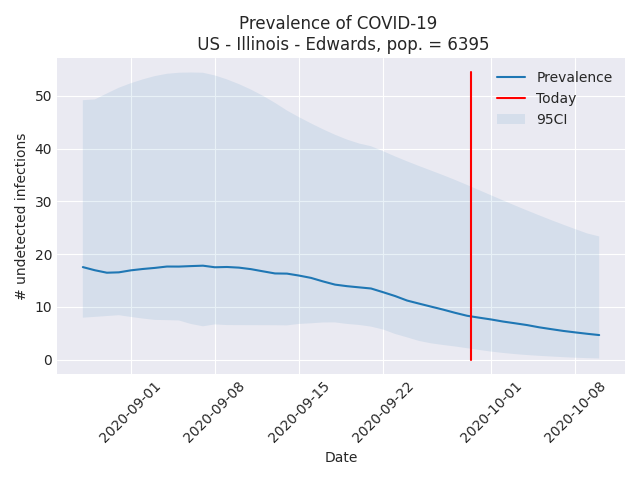 Prevalence of COVID-19
US - Illinois - Edwards, pop. = 6395
Prevalence
Today
95CI
# undetected infections
50
40
30
20
10
0
2020-09-01
2020-09-08
2020-09-15
2020-09-22
2020-10-01
2020-10-08
Date